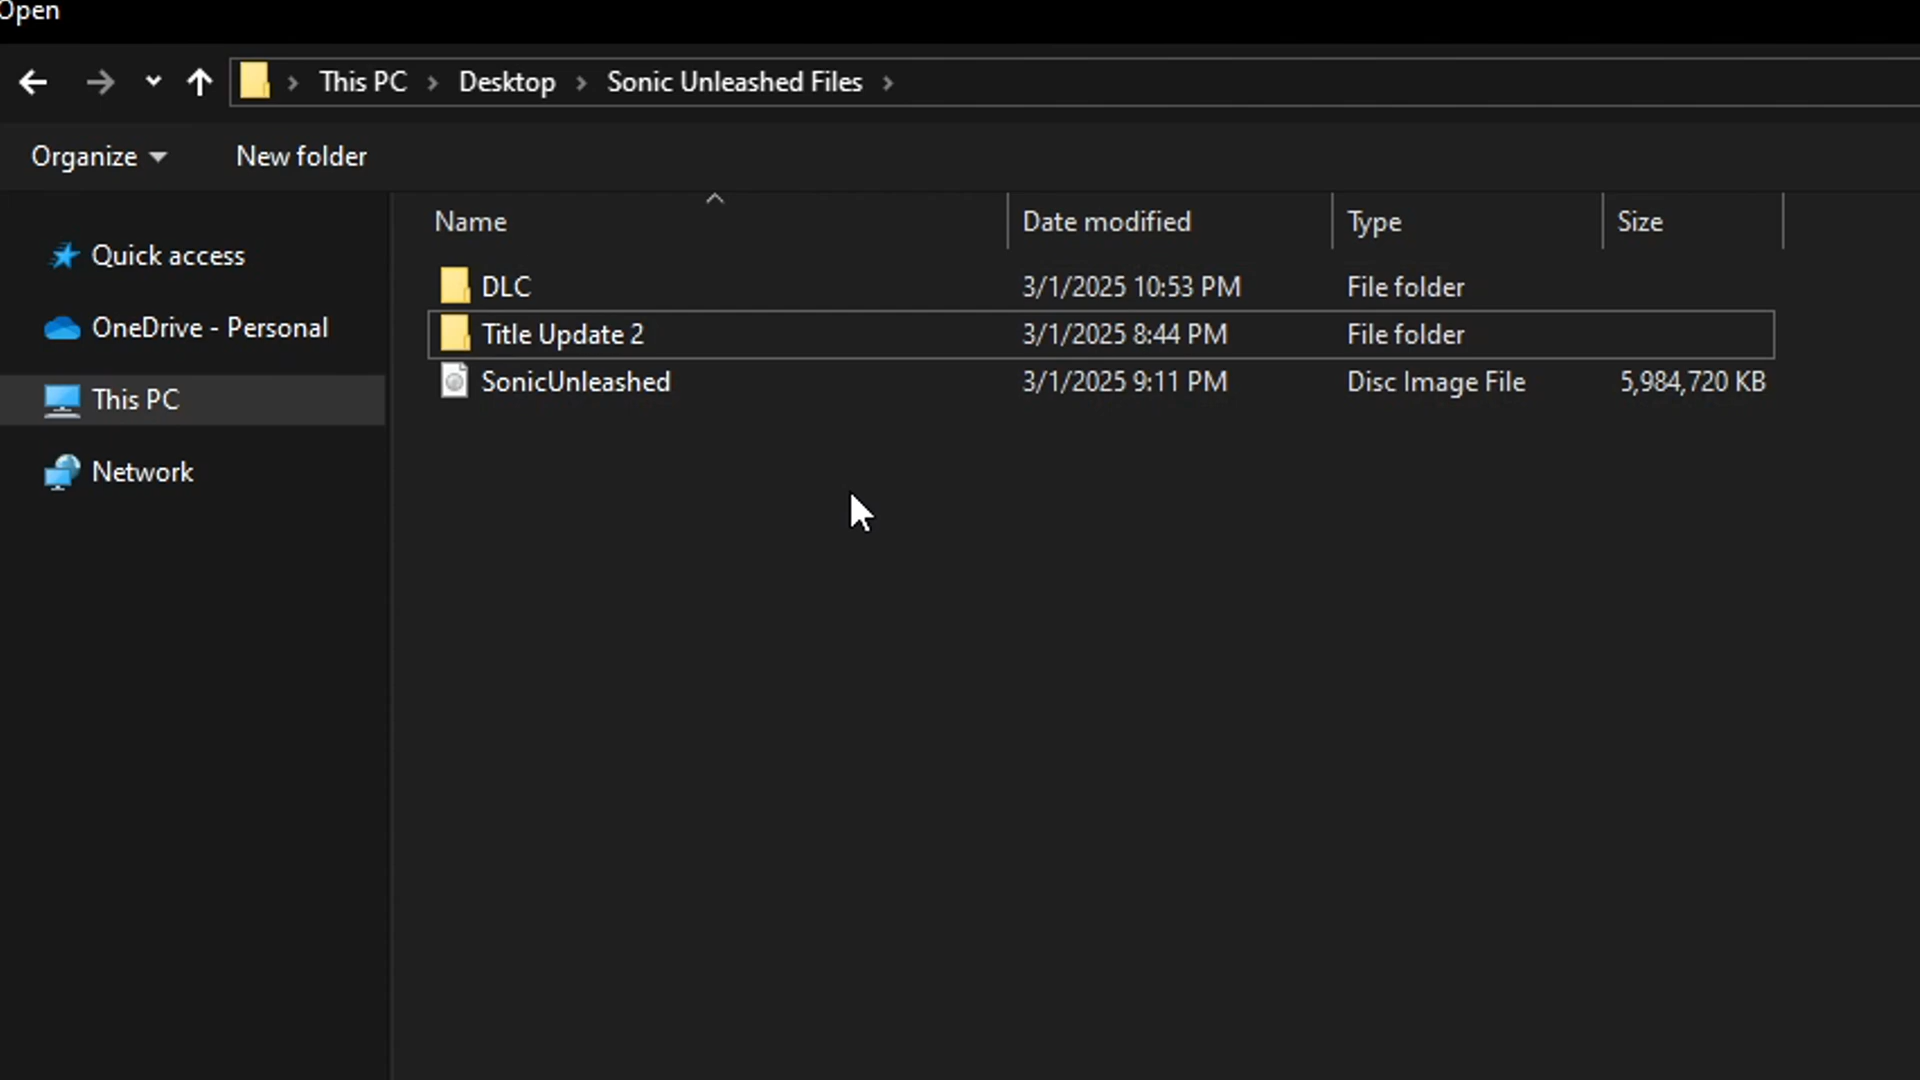 Open
This PC > Desktop > Sonic Unleashed Files >
Organize
New folder
Name
Date modified
Type
Size
Quick access
OneDrive - Personal
This PC
Network
DLC 3/1/2025 10:53 PM File folder
Title Update 2 3/1/2025 8:44 PM File folder
SonicUnleashed 3/1/2025 9:11 PM Disc Image File 5,984,720 KB